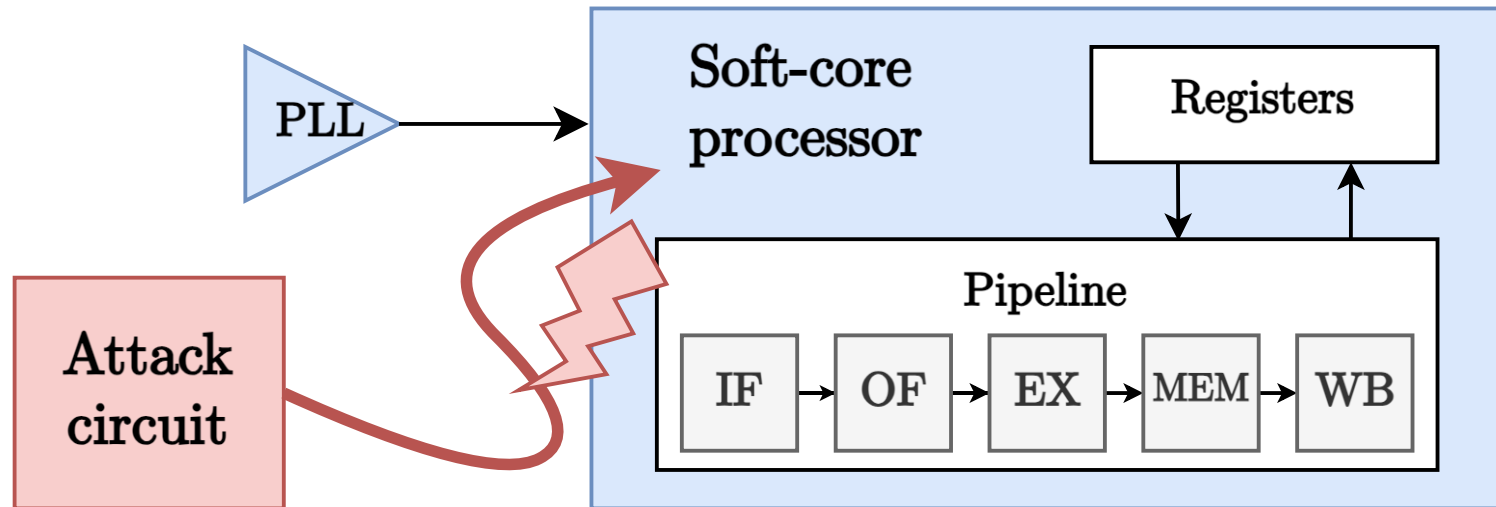 Soft-core
processor
PLL
Registers
Attack
circuit
Pipeline
IF OF EX MEM WB